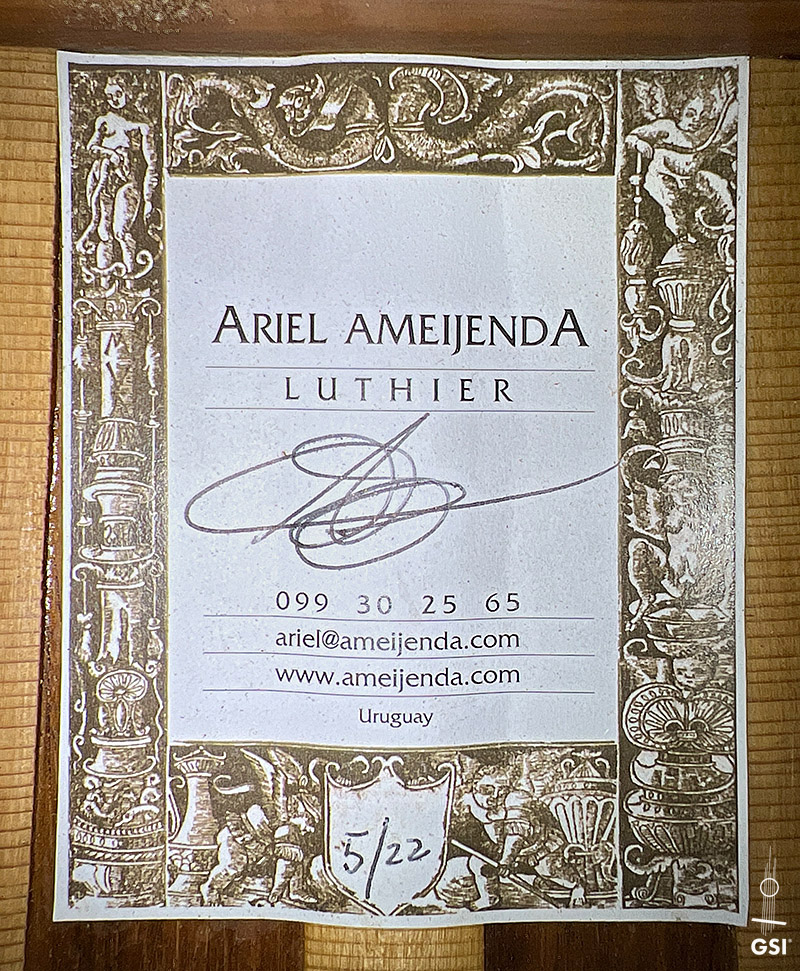 ARIEL AMEIJENDA
LUTHIER
099 30 25 65
ariel@ameijenda.com
www.ameijenda.com
Uruguay
5/22
GSI